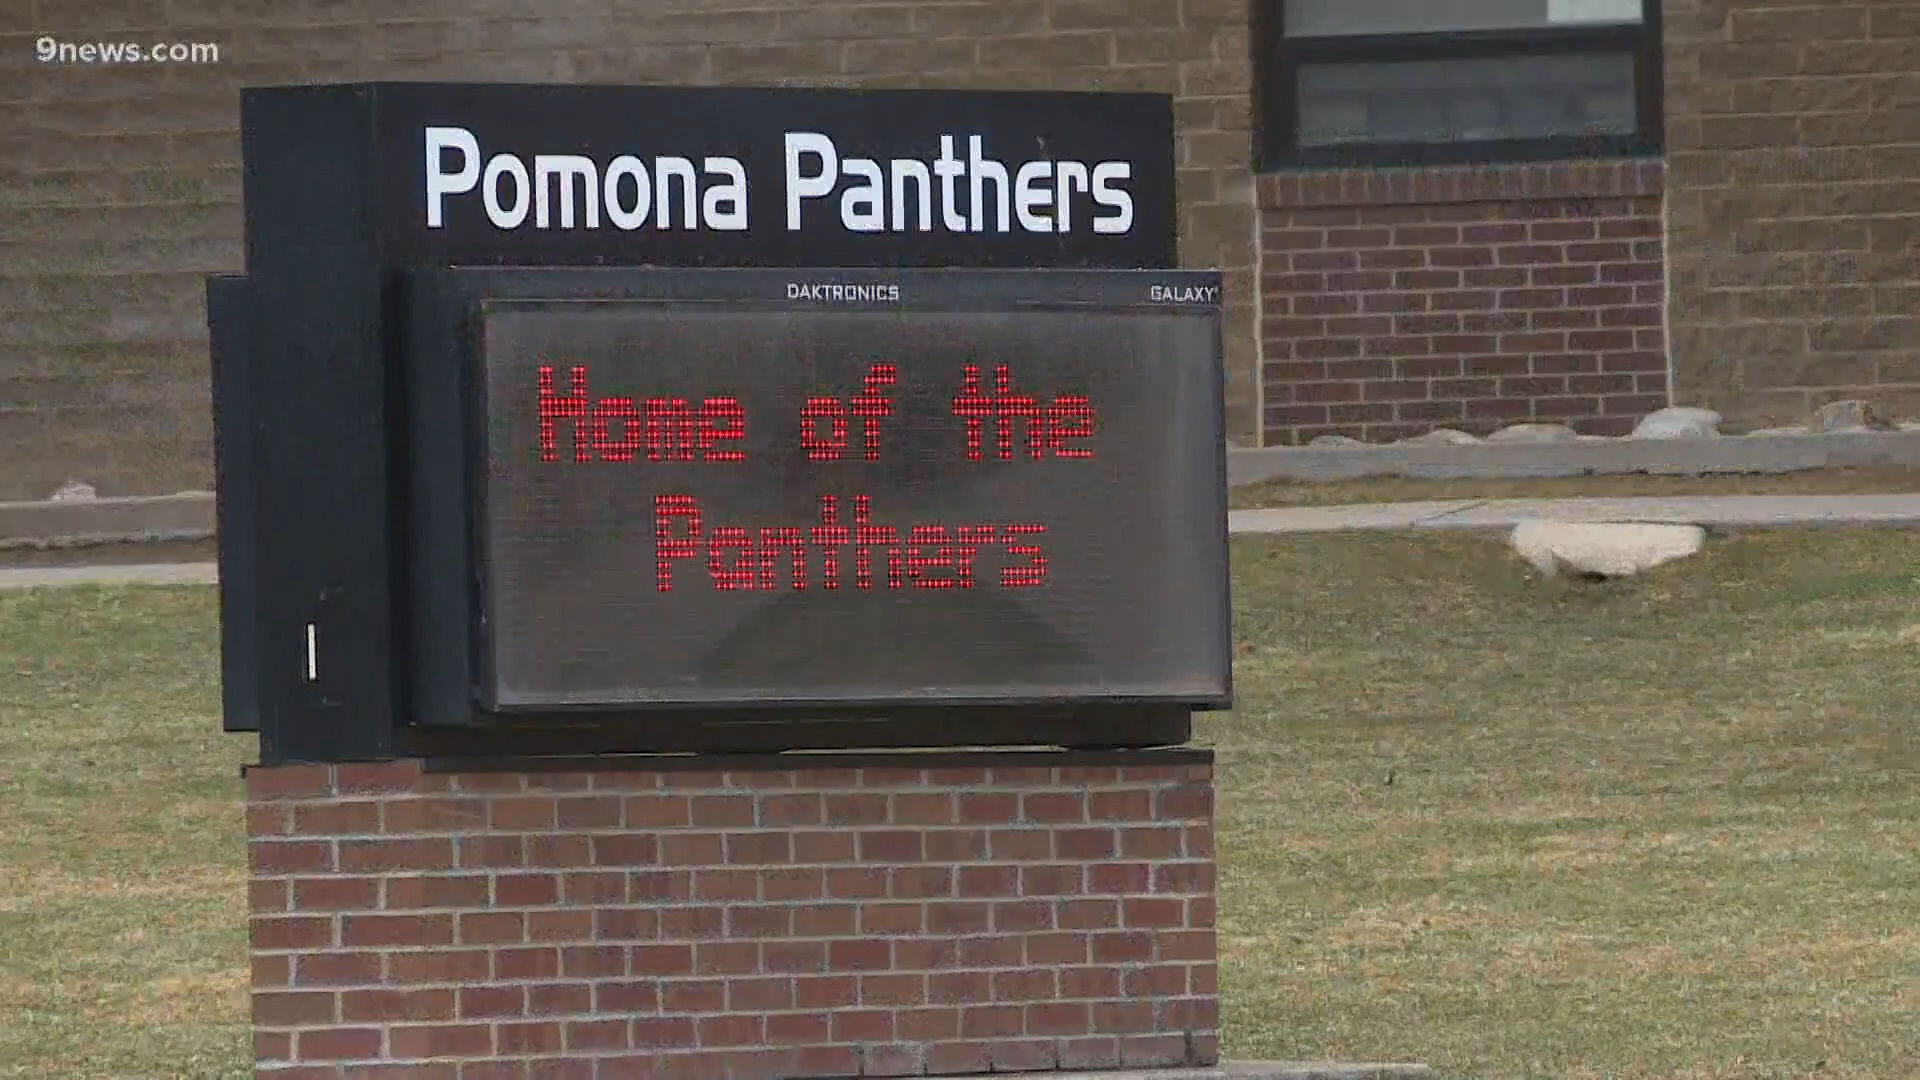 9news.com
Pomona Panthers
DAKTRONICS GALAXY
Home of the
Panthers